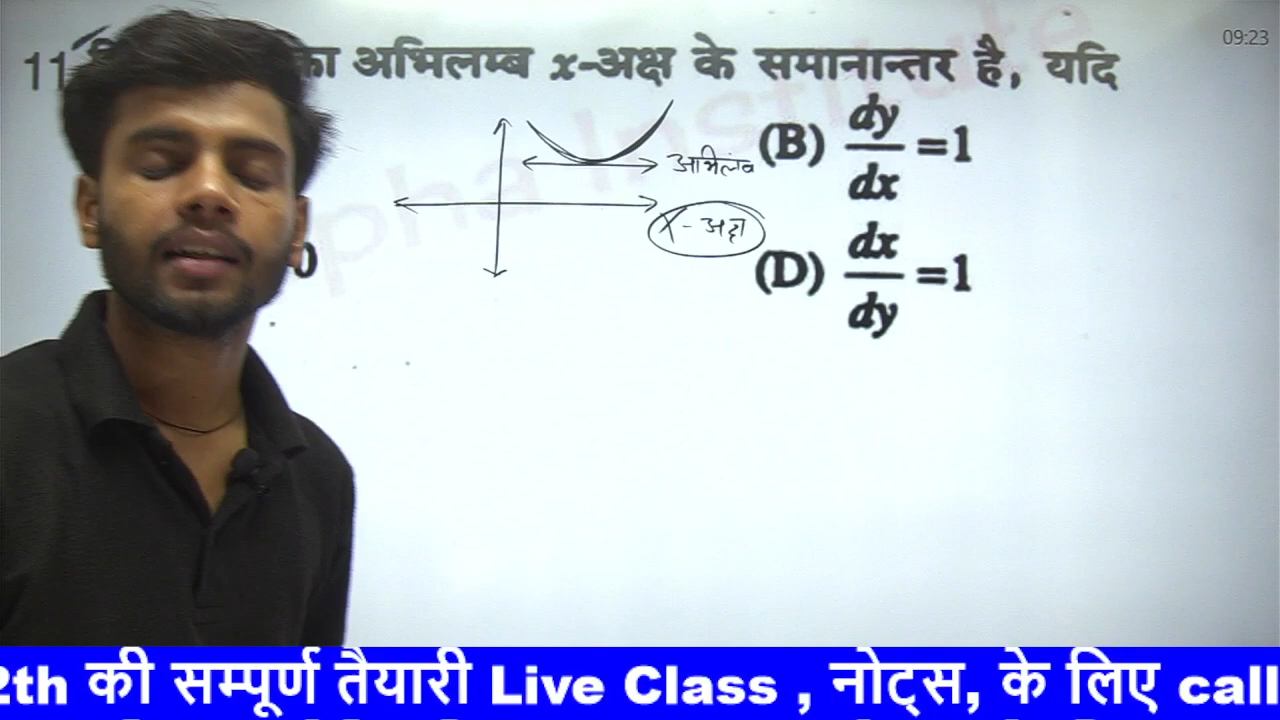 09:23
11 का अभिलम्ब x-अक्ष के समानान्तर है, यदि
(B) dy/dx =1
अभिलंब
x-अक्ष
0
(D) dx/dy =1
2th की सम्पूर्ण तैयारी Live Class , नोट्स, के लिए call